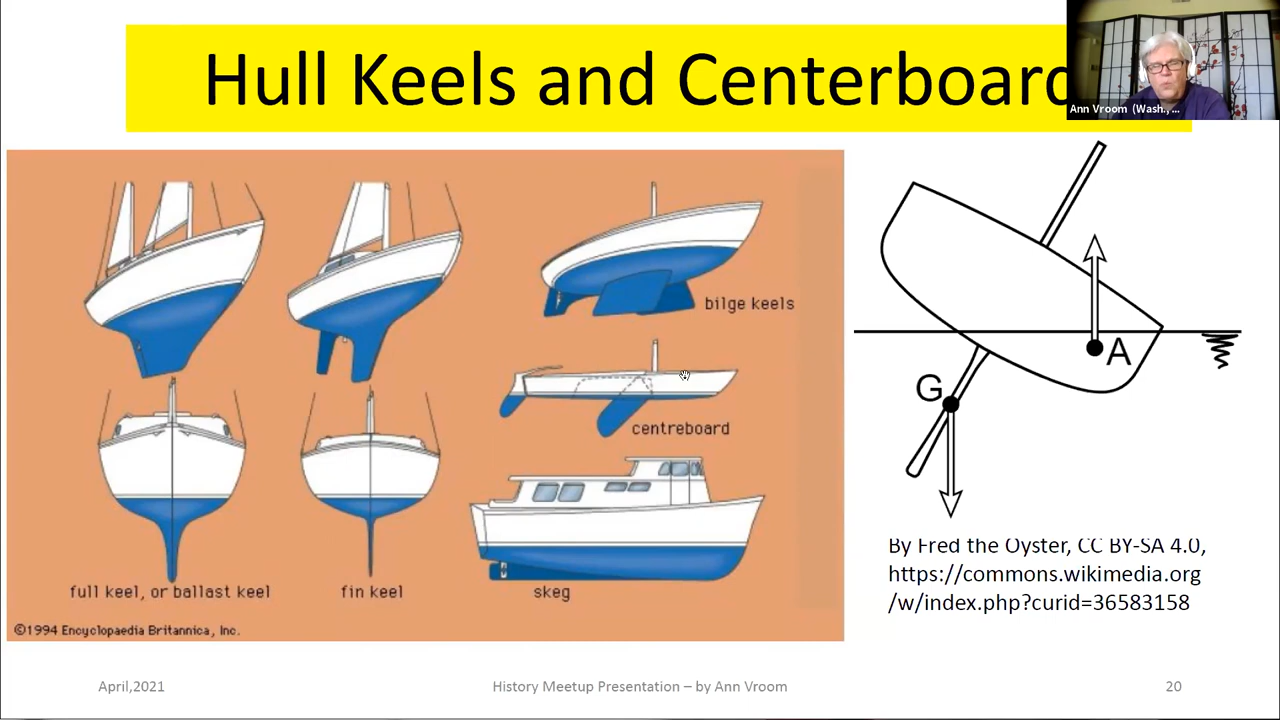 Hull Keels and Centerboard
Ann Vroom (Wash., ...
bilge keels
centreboard
full keel, or ballast keel
fin keel
skeg
©1994 Encyclopaedia Britannica, Inc.
A
G
By Fred the Oyster, CC BY-SA 4.0,
https://commons.wikimedia.org
/w/index.php?curid=36583158
April,2021
History Meetup Presentation – by Ann Vroom
20